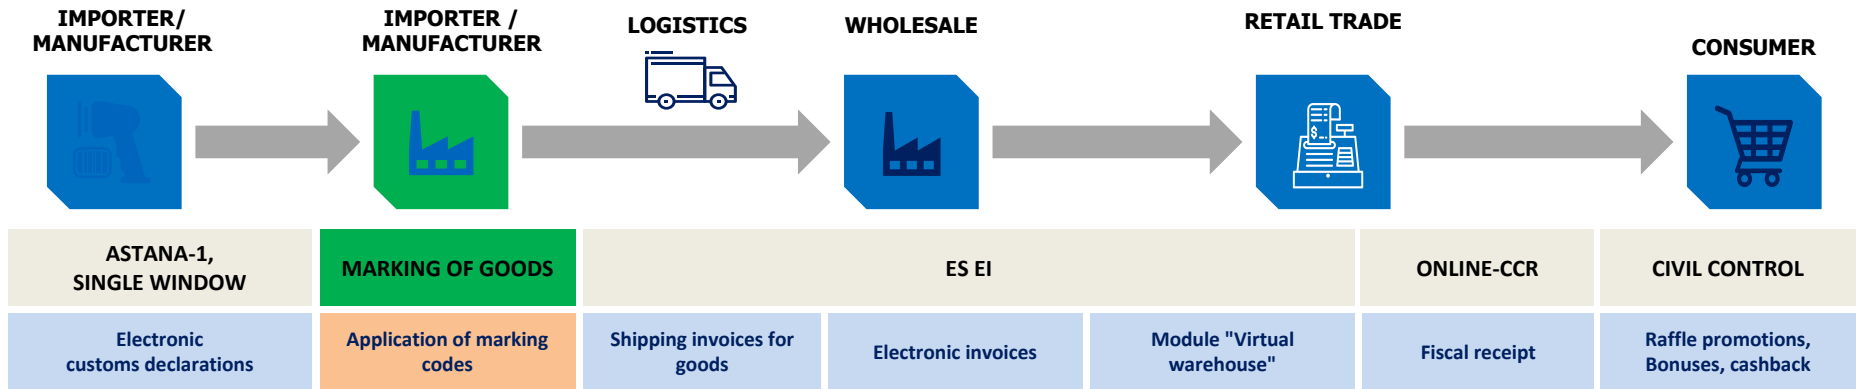 IMPORTER/
MANUFACTURER
IMPORTER /
MANUFACTURER
LOGISTICS
WHOLESALE
RETAIL TRADE
CONSUMER
$
ASTANA-1,
SINGLE WINDOW
MARKING OF GOODS
ES EI
ONLINE-CCR
CIVIL CONTROL
Electronic
customs declarations
Application of marking
codes
Shipping invoices for
goods
Electronic invoices
Module "Virtual
warehouse"
Fiscal receipt
Raffle promotions,
Bonuses, cashback